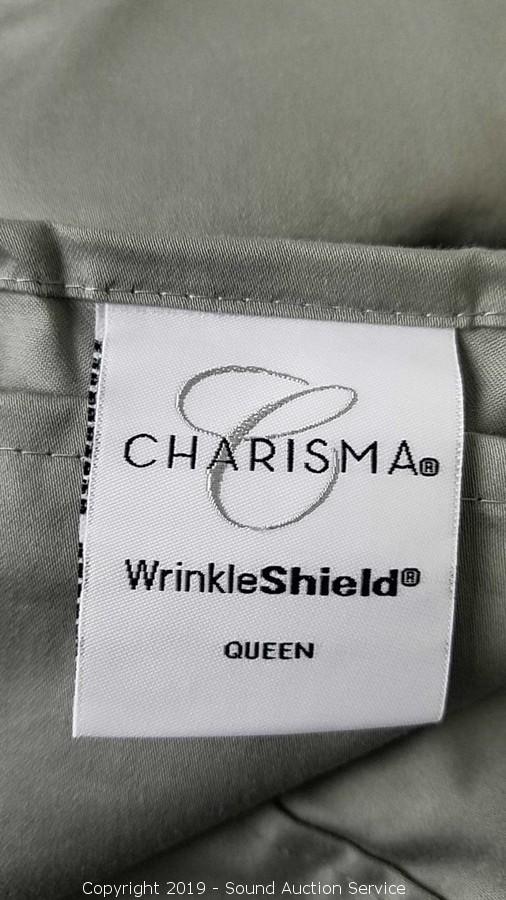 CHARISMA®
WrinkleShield®
QUEEN
Copyright 2019 - Sound Auction Service